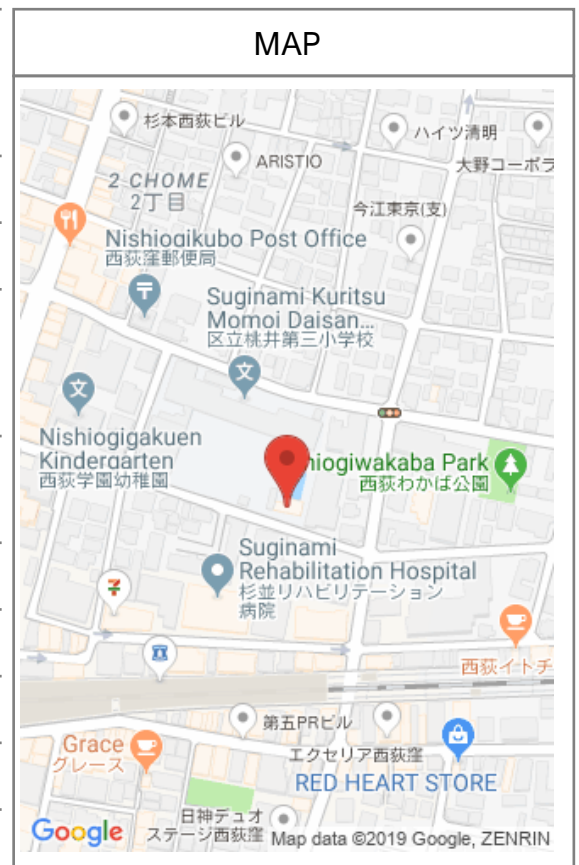 MAP
杉本西荻ビル
ハイツ清明
ARISTIO
大野コーポラ
2 CHOME
2丁目
今江東京(支)
Nishiogikubo Post Office
西荻窪郵便局
Suginami Kuritsu
Momoi Daisan...
区立桃井第三小学校
Nishiogigakuen
Kindergarten
西荻学園幼稚園
hiogiwakaba Park
西荻わかば公園
Suginami
Rehabilitation Hospital
杉並リハビリテーション
病院
西荻イトチ
第五PRビル
Grace
グレース
エクセリア西荻窪
RED HEART STORE
日神デュオ
ステージ西荻窪
Google
Map data ©2019 Google, ZENRIN